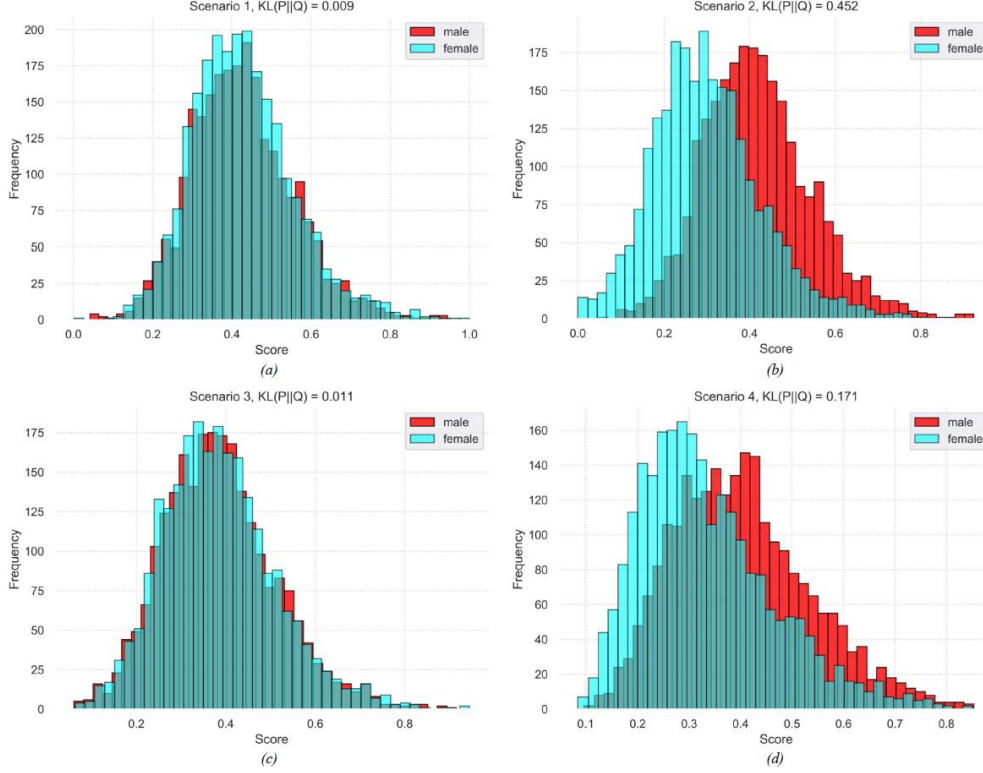 Scenario 1, KL(P||Q) = 0.009
male
female
200
175
150
125
100
75
50
25
0
Frequency
0.0 0.2 0.4 0.6 0.8 1.0
Score
(a)
Scenario 2, KL(P||Q) = 0.452
male
female
175
150
125
100
75
50
25
0
Frequency
0.0 0.2 0.4 0.6 0.8
Score
(b)
Scenario 3, KL(P||Q) = 0.011
male
female
175
150
125
100
75
50
25
0
Frequency
0.2 0.4 0.6 0.8
Score
(c)
Scenario 4, KL(P||Q) = 0.171
male
female
160
140
120
100
80
60
40
20
0
Frequency
0.1 0.2 0.3 0.4 0.5 0.6 0.7 0.8
Score
(d)